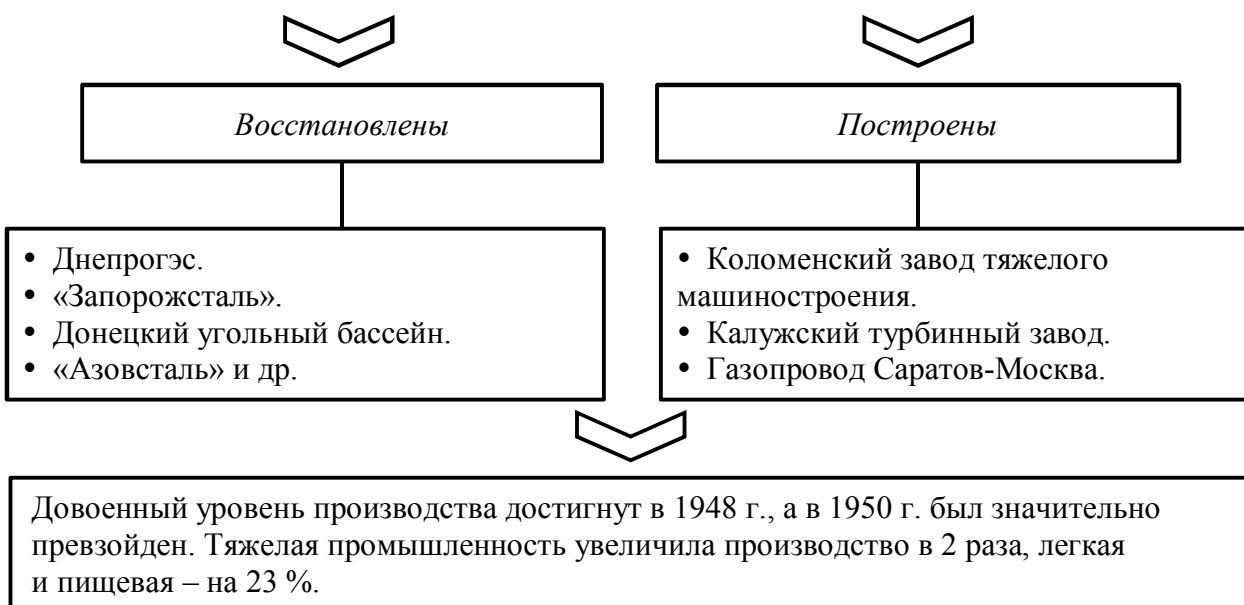 Восстановлены
Построены
• Днепрогэс.
• «Запорожсталь».
• Донецкий угольный бассейн.
• «Азовсталь» и др.
• Коломенский завод тяжелого
машиностроения.
• Калужский турбинный завод.
• Газопровод Саратов-Москва.
Довоенный уровень производства достигнут в 1948 г., а в 1950 г. был значительно
превзойден. Тяжелая промышленность увеличила производство в 2 раза, легкая
и пищевая – на 23 %.